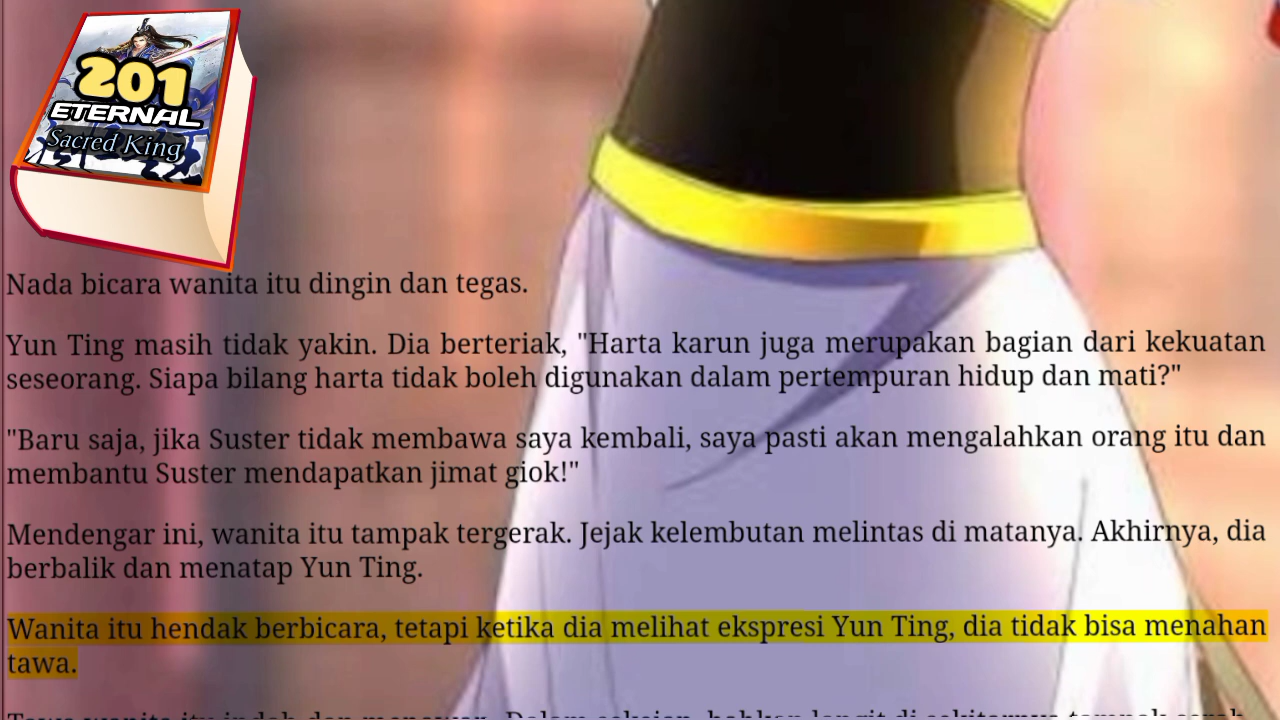 201
ETERNAL
Sacred King
Nada bicara wanita itu dingin dan tegas.
Yun Ting masih tidak yakin. Dia berteriak, "Harta karun juga merupakan bagian dari kekuatan
seseorang. Siapa bilang harta tidak boleh digunakan dalam pertempuran hidup dan mati?"
"Baru saja, jika Suster tidak membawa saya kembali, saya pasti akan mengalahkan orang itu dan
membantu Suster mendapatkan jimat giok!"
Mendengar ini, wanita itu tampak tergerak. Jejak kelembutan melintas di matanya. Akhirnya, dia
berbalik dan menatap Yun Ting.
Wanita itu hendak berbicara, tetapi ketika dia melihat ekspresi Yun Ting, dia tidak bisa menahan
tawa.